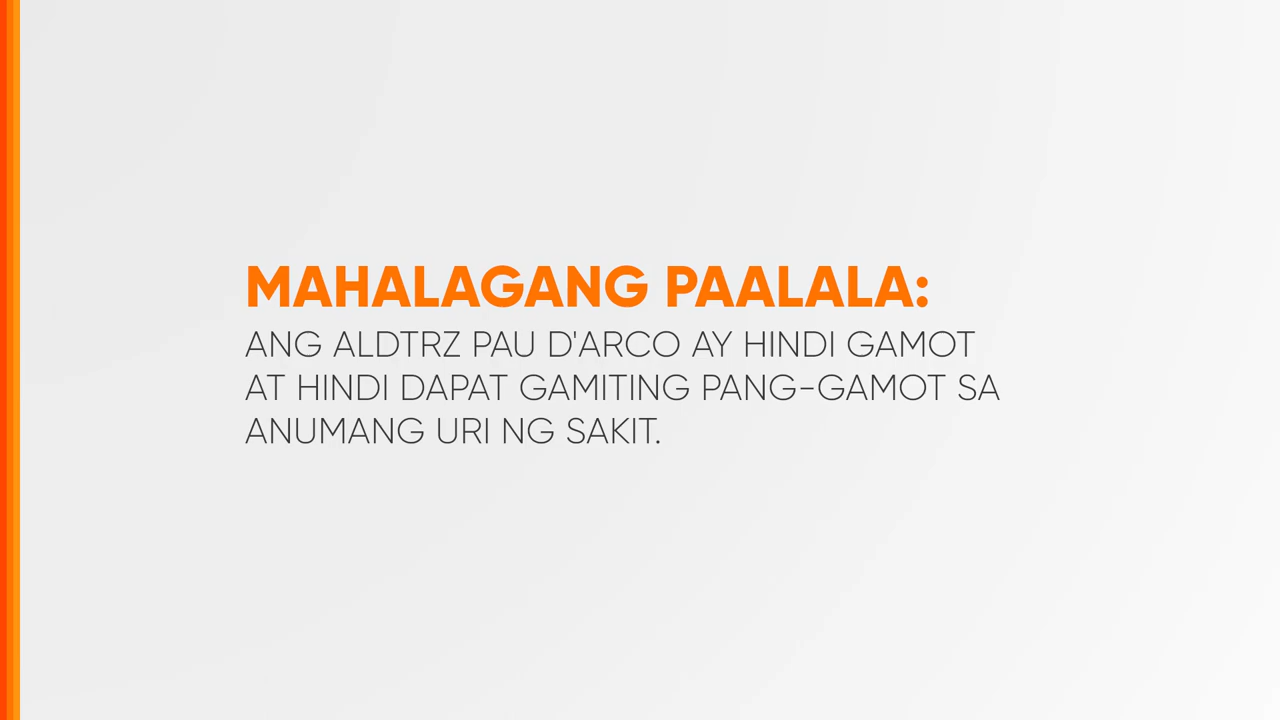 MAHALAGANG PAALALA:
ANG ALDTRZ PAU D'ARCO AY HINDI GAMOT
AT HINDI DAPAT GAMITING PANG-GAMOT SA
ANUMANG URI NG SAKIT.